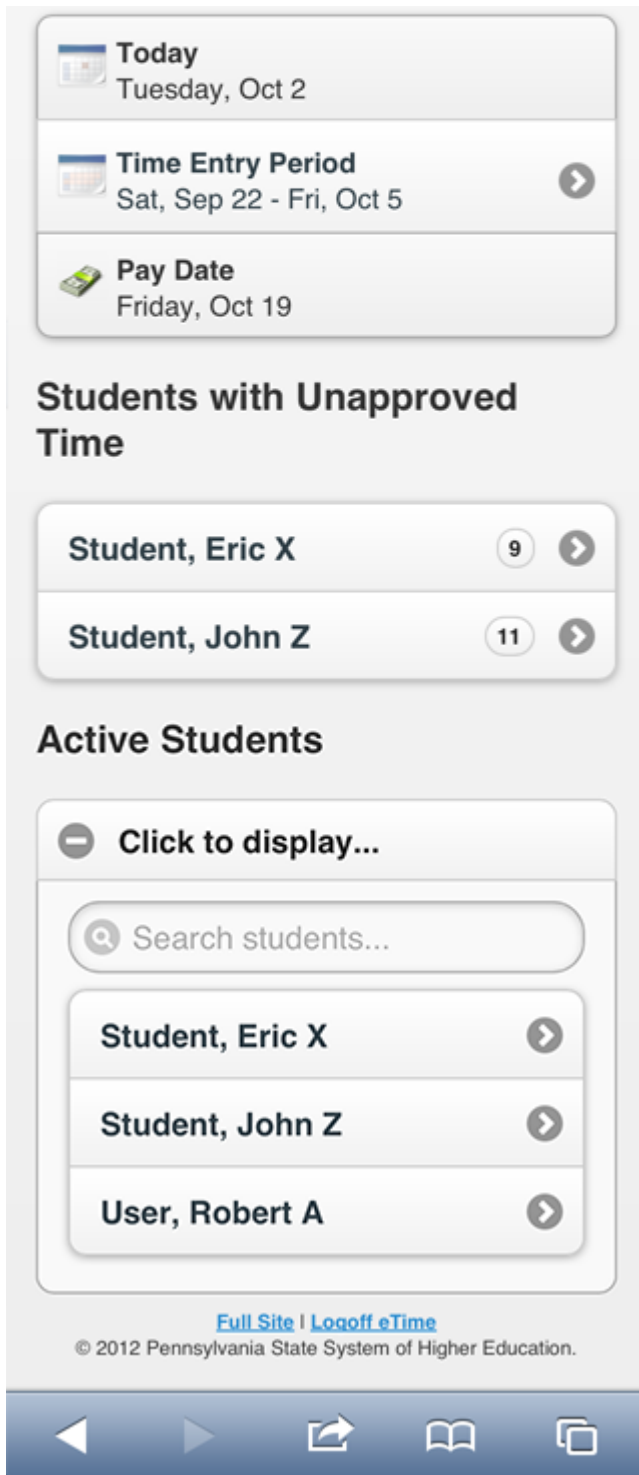 Today
Tuesday, Oct 2
Time Entry Period
Sat, Sep 22 - Fri, Oct 5
Pay Date
Friday, Oct 19
Students with Unapproved
Time
Student, Eric X 9
Student, John Z 11
Active Students
Click to display...
Search students...
Student, Eric X
Student, John Z
User, Robert A
Full Site | Logoff eTime
© 2012 Pennsylvania State System of Higher Education.